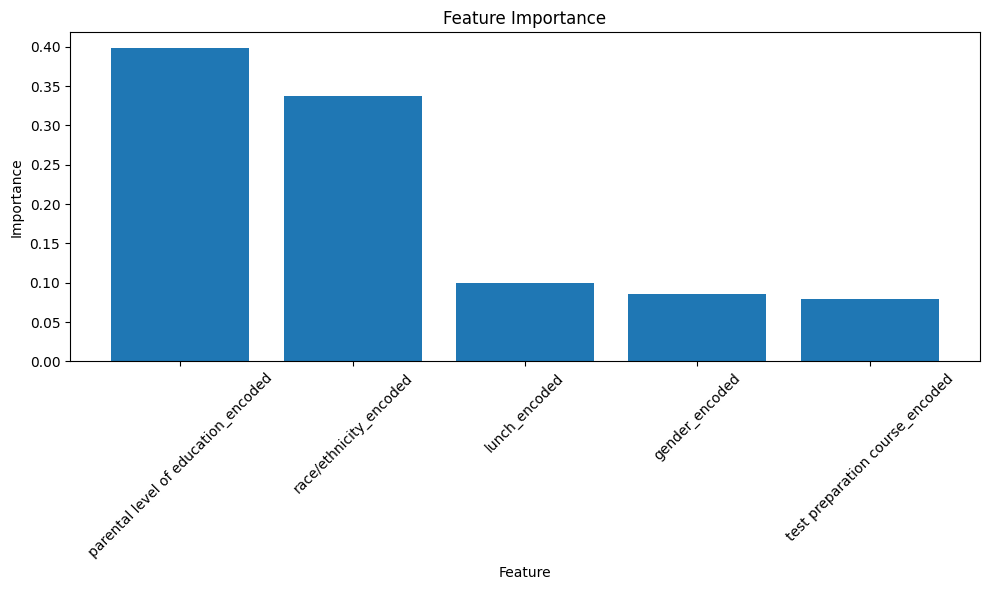 Feature Importance
Importance
0.40
0.35
0.30
0.25
0.20
0.15
0.10
0.05
0.00
parental level of education_encoded
race/ethnicity_encoded
lunch_encoded
gender_encoded
test preparation course_encoded
Feature